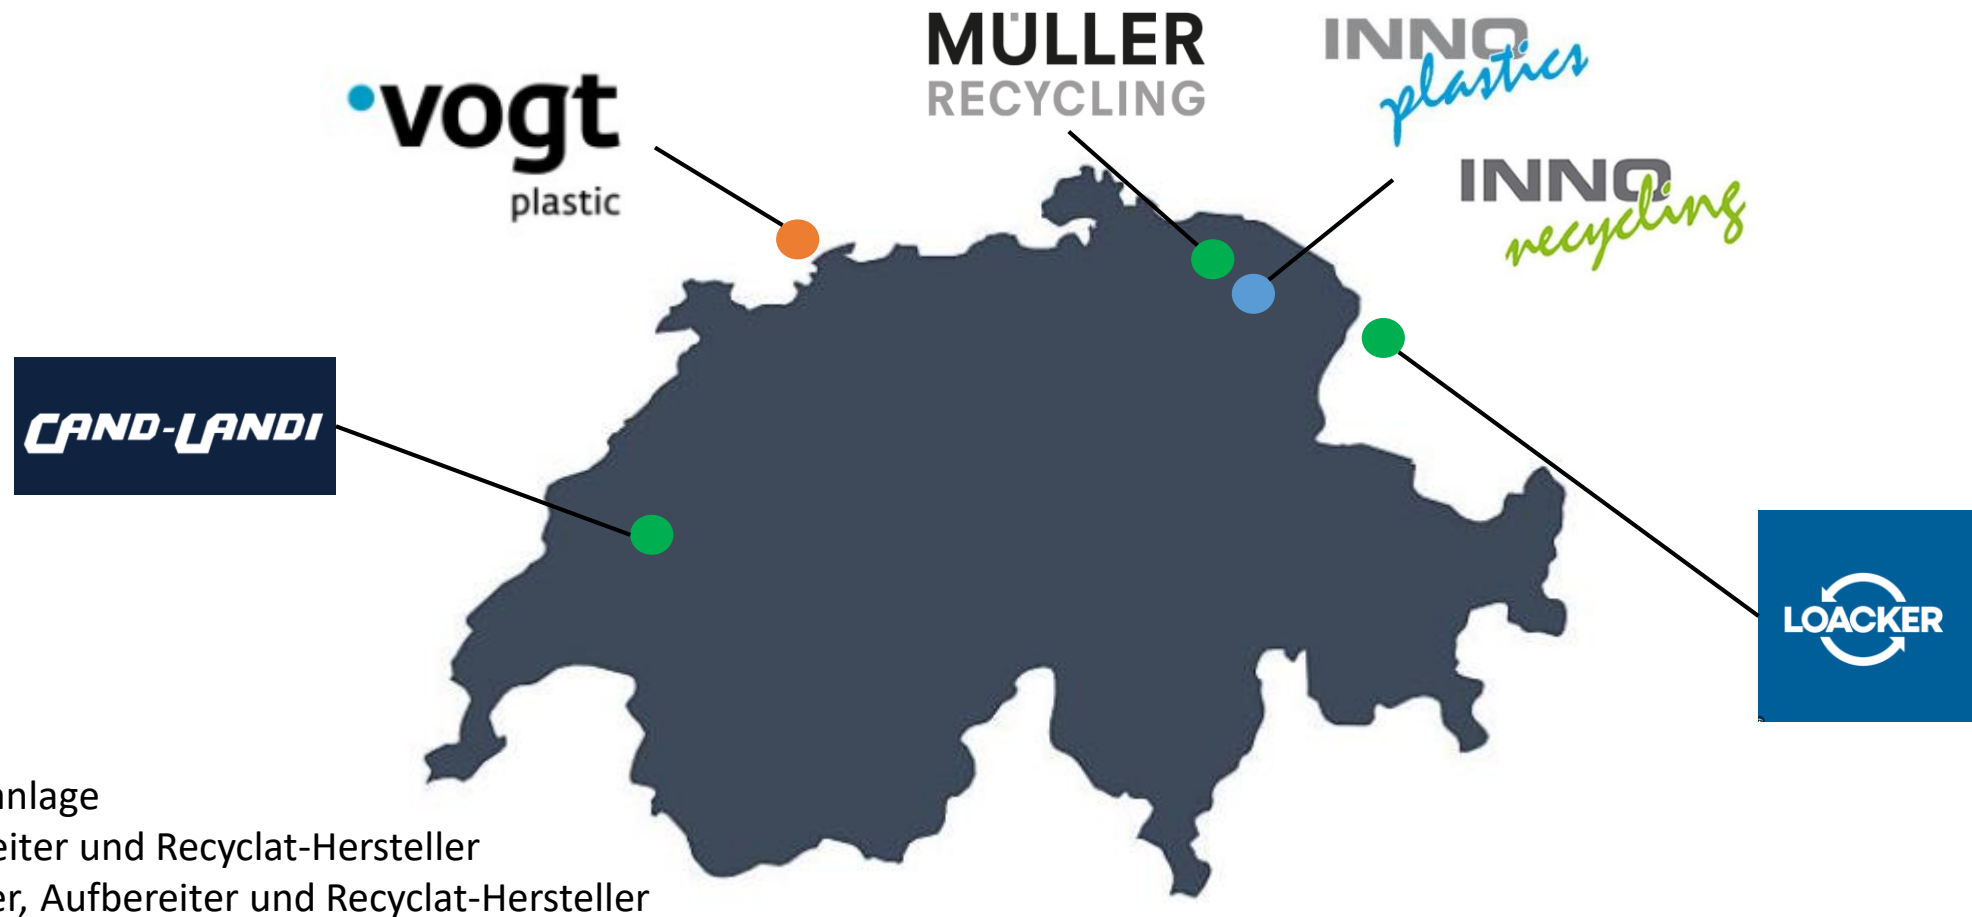 MÜLLER
RECYCLING
INNO
plastics
vogt
plastic
INNO
recycling
CAND-LANDI
LOACKER
nlage
eiter und Recyclat-Hersteller
er, Aufbereiter und Recyclat-Hersteller